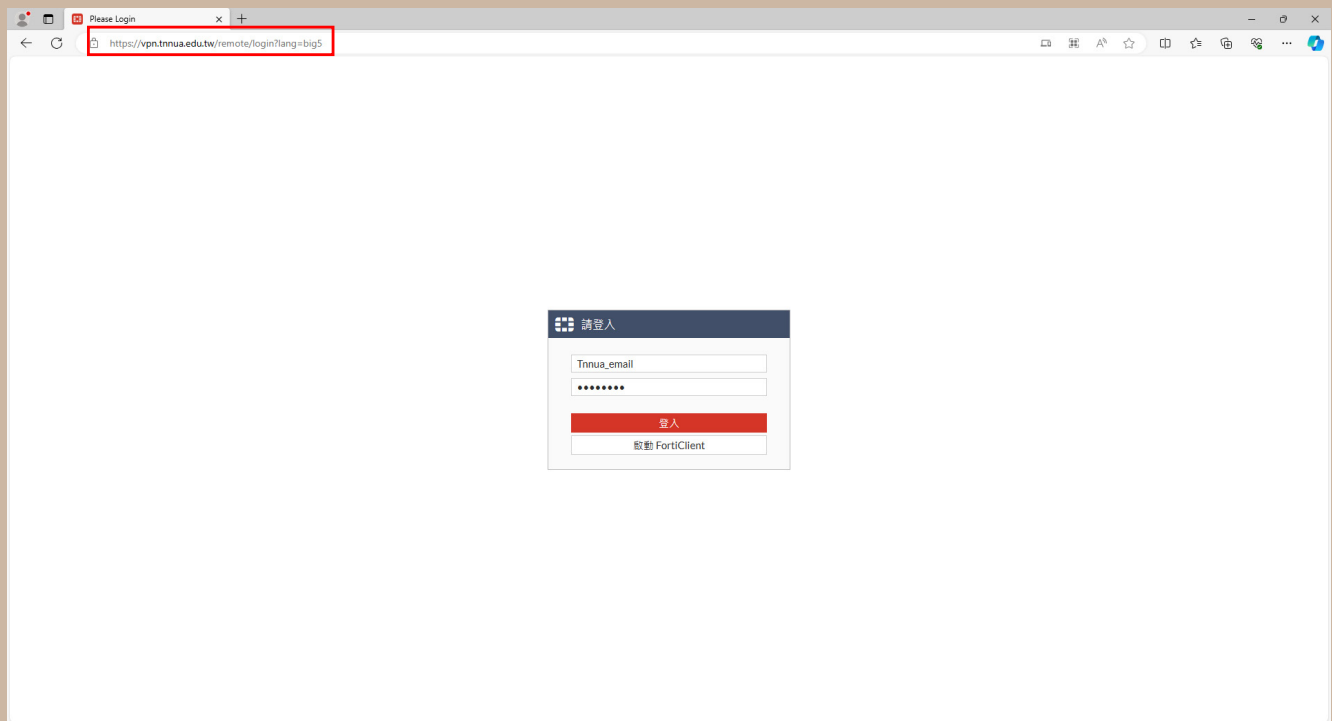 Please Login
https://vpn.tnnua.edu.tw/remote/login?lang=big5
請登入
Tnnua_email
登入
啟動 FortiClient